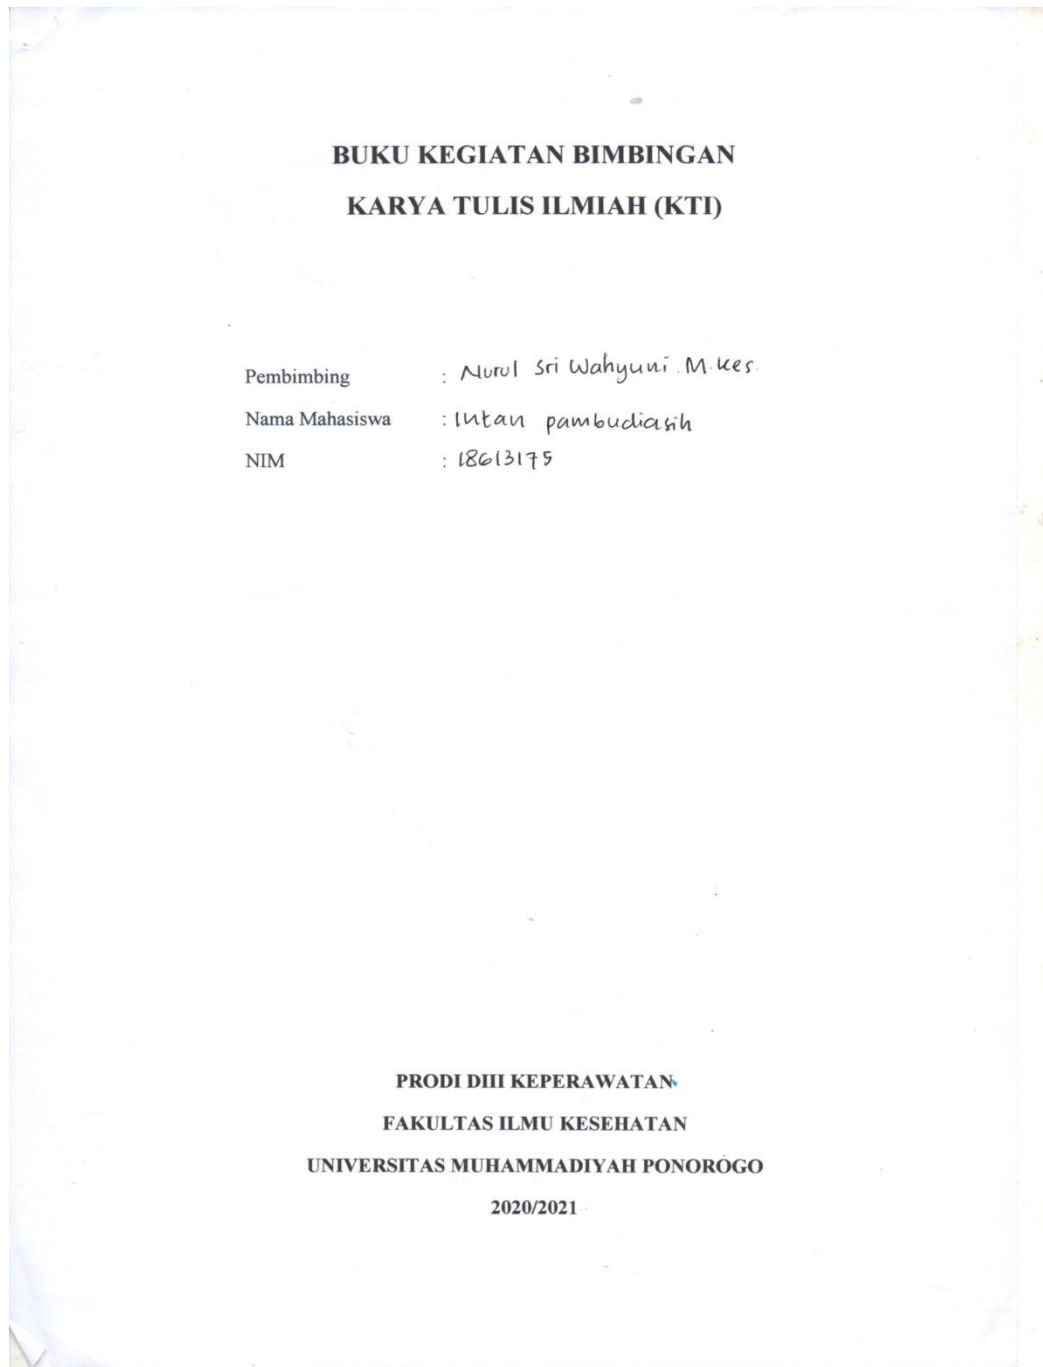 BUKU KEGIATAN BIMBINGAN
KARYA TULIS ILMIAH (KTI)
Pembimbing : Nurul Sri Wahyuni. M.Kes.
Nama Mahasiswa : Intan pambudiasih
NIM : 18613175
PRODI DIII KEPERAWATAN
FAKULTAS ILMU KESEHATAN
UNIVERSITAS MUHAMMADIYAH PONOROGO
2020/2021